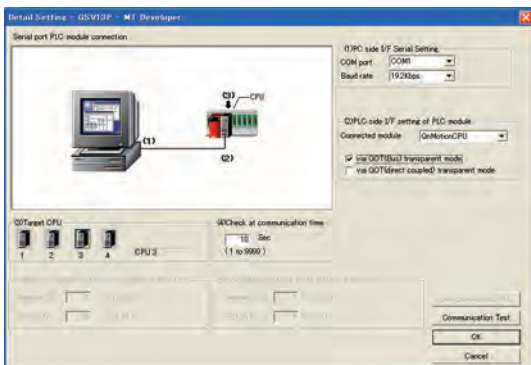 Detail Setting - GSV13P - MT Developer
Serial port PLC module connection
(1)PC side I/F Serial Setting
COM port COM1
Baud rate 19.2Kbps
(3) CPU
(1)
(2)
(2)PLC side I/F setting of PLC module
Connected module QnMotionCPU
via GOT(Bus) transparent mode
via GOT(direct coupled) transparent mode
(3)Target CPU
1 2 3 4 CPU 3
(4)Check at communication time
10 Sec
(1 to 9999)
Communication Test
OK
Cancel